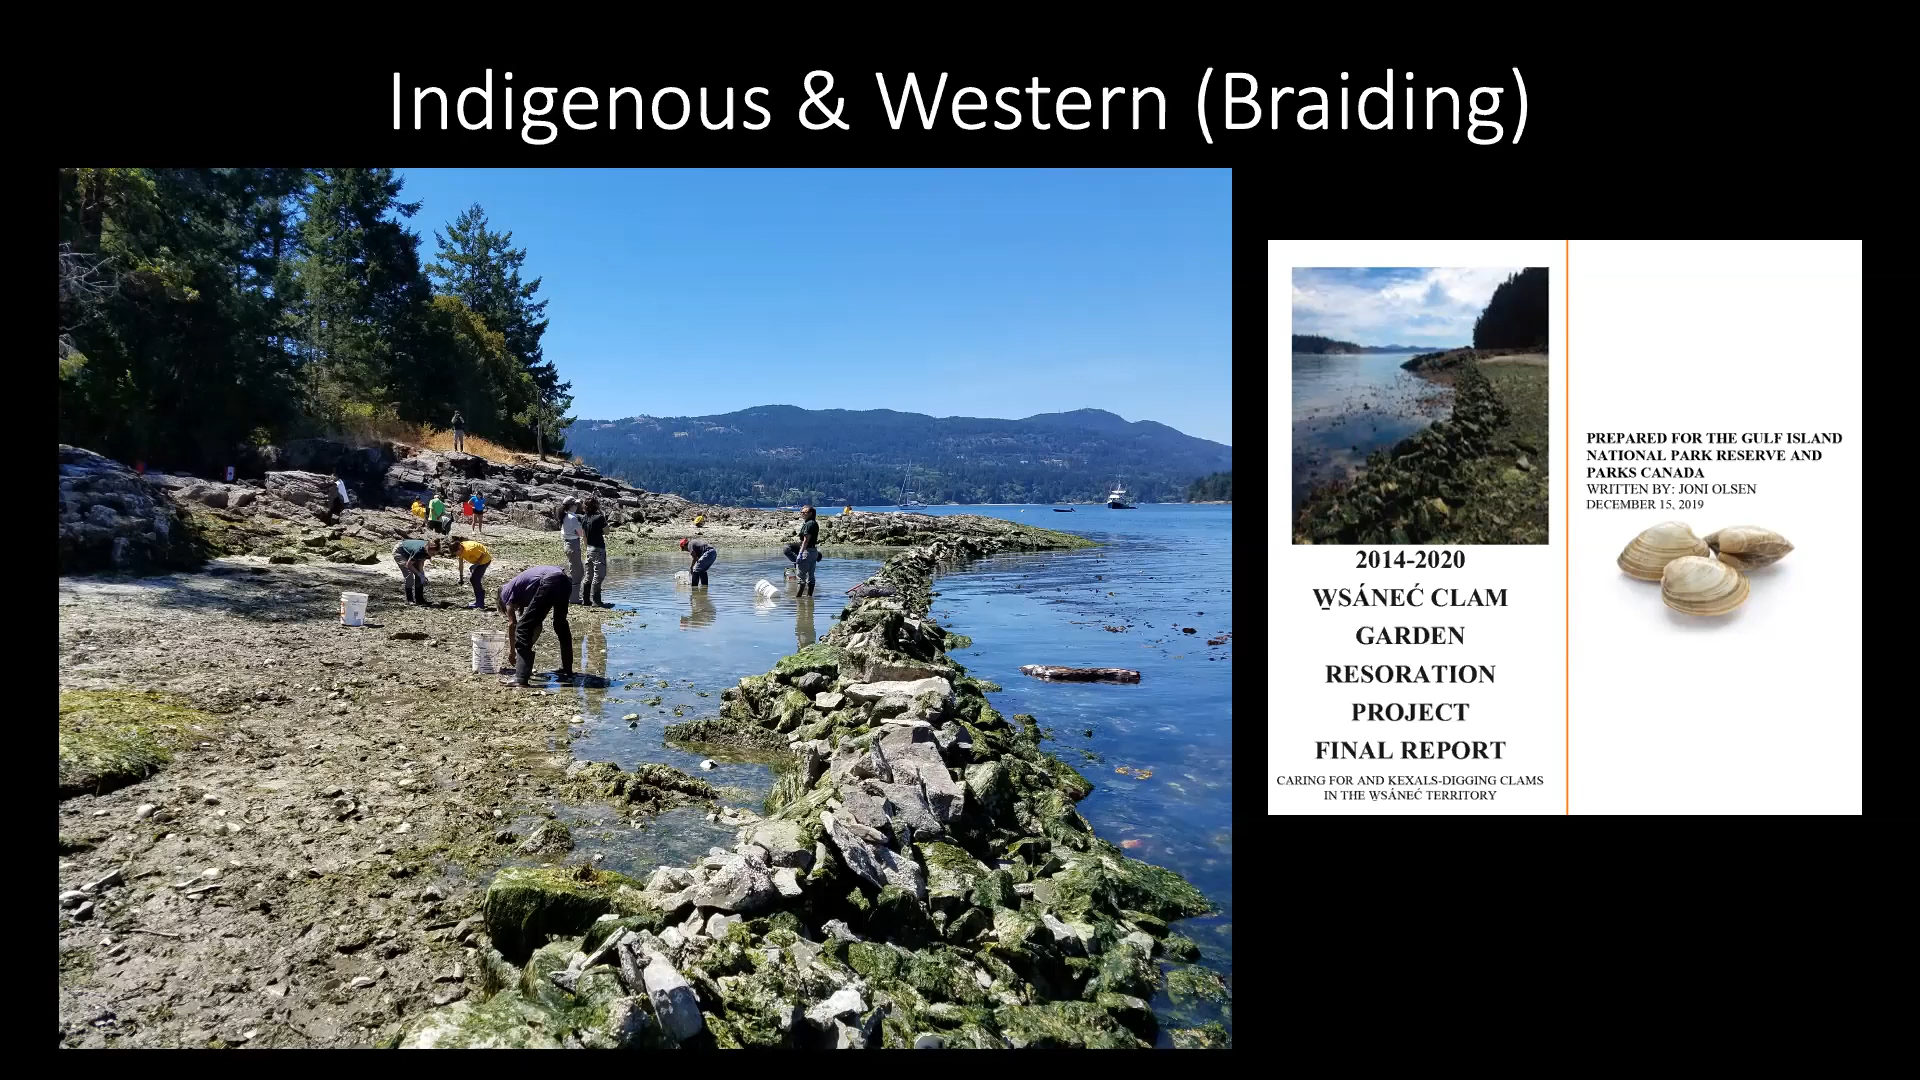 Indigenous & Western (Braiding)
2014-2020
W̱SÁNEĆ CLAM
GARDEN
RESORATION
PROJECT
FINAL REPORT
CARING FOR AND KEXALS-DIGGING CLAMS
IN THE W̱SÁNEĆ TERRITORY
PREPARED FOR THE GULF ISLAND
NATIONAL PARK RESERVE AND
PARKS CANADA
WRITTEN BY: JONI OLSEN
DECEMBER 15, 2019